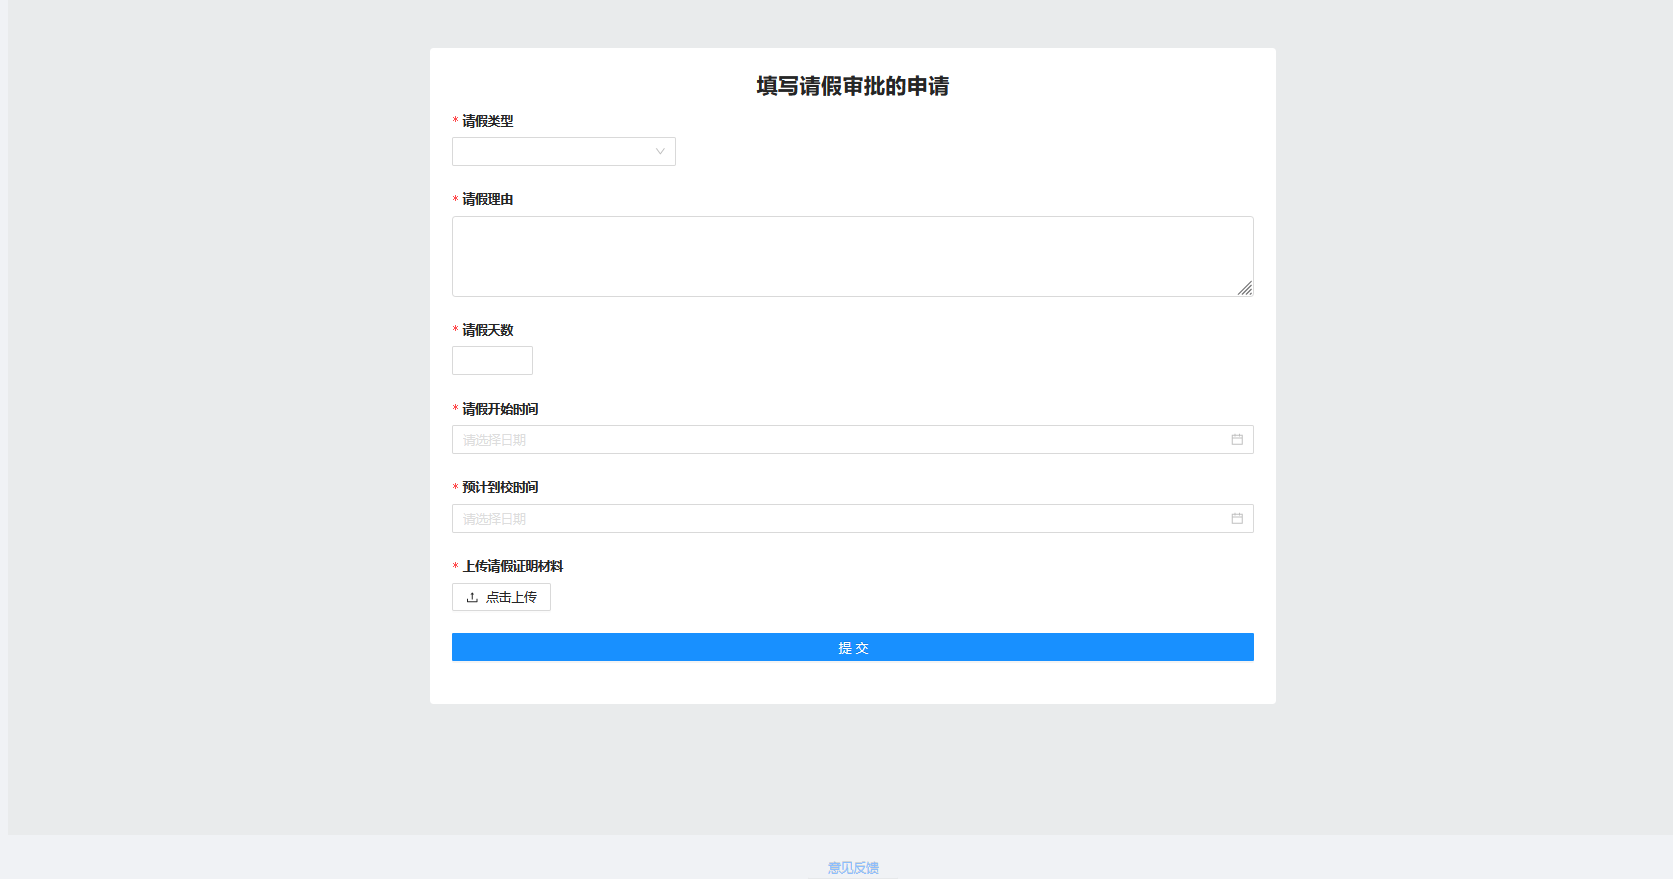 填写请假审批的申请
* 请假类型
* 请假理由
* 请假天数
* 请假开始时间
请选择日期
* 预计到校时间
请选择日期
* 上传请假证明材料
点击上传
提 交
意见反馈